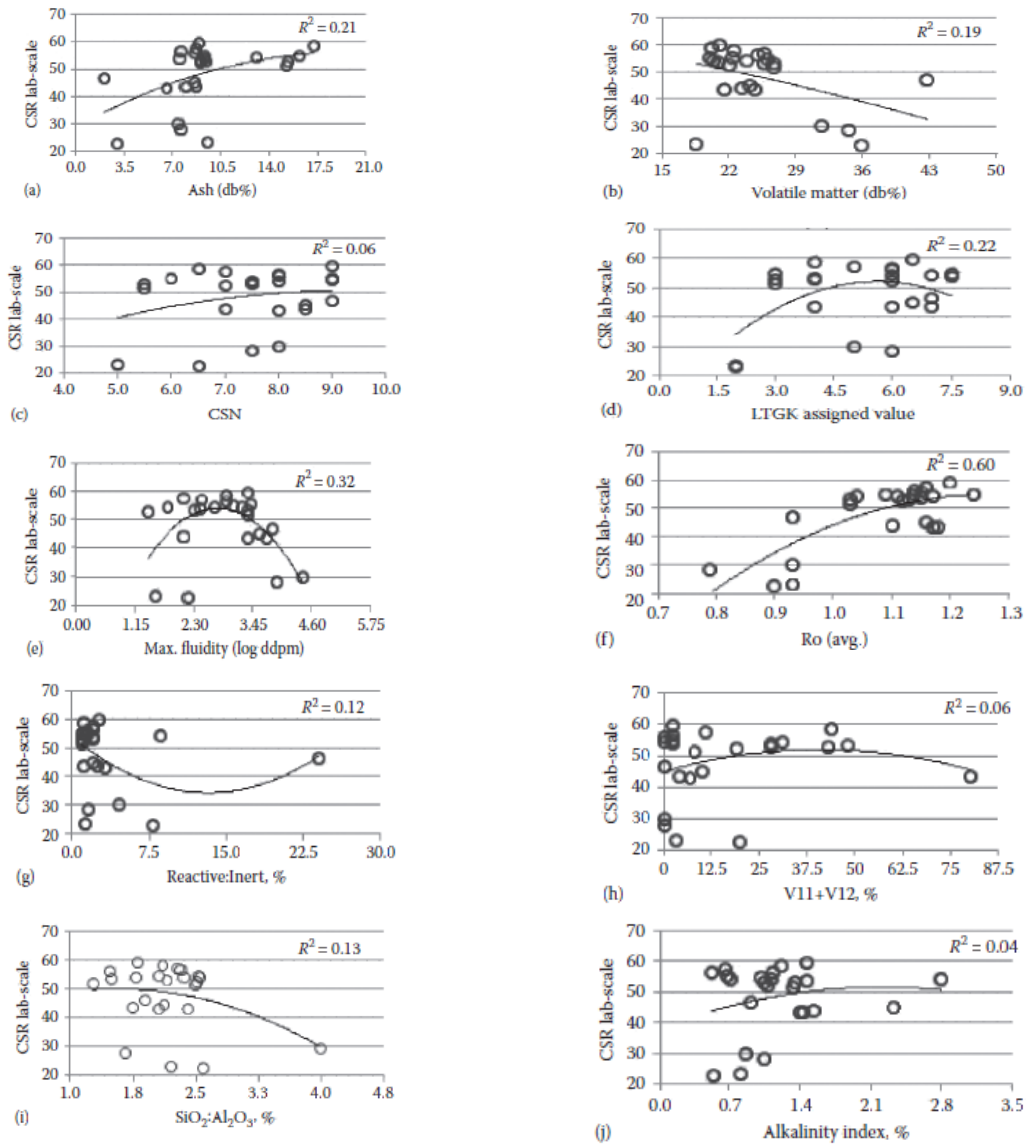 70
60
50
40
30
20
CSR lab-scale
R² = 0.21
0.0 3.5 7.0 10.5 14.0 17.5 21.0
(a) Ash (db%)
70
60
50
40
30
20
CSR lab-scale
R² = 0.19
15 22 29 36 43 50
(b) Volatile matter (db%)
70
60
50
40
30
20
CSR lab-scale
R² = 0.06
4.0 5.0 6.0 7.0 8.0 9.0 10.0
(c) CSN
70
60
50
40
30
20
CSR lab-scale
R² = 0.22
0.0 1.5 3.0 4.5 6.0 7.5 9.0
(d) LTGK assigned value
70
60
50
40
30
20
CSR lab-scale
R² = 0.32
0.00 1.15 2.30 3.45 4.60 5.75
(e) Max. fluidity (log ddpm)
70
60
50
40
30
20
CSR lab-scale
R² = 0.60
0.7 0.8 0.9 1.0 1.1 1.2 1.3
(f) Ro (avg.)
70
60
50
40
30
20
CSR lab-scale
R² = 0.12
0.0 7.5 15.0 22.5 30.0
(g) Reactive:Inert, %
70
60
50
40
30
20
CSR lab-scale
R² = 0.06
0 12.5 25 37.5 50 62.5 75 87.5
(h) V11+V12, %
70
60
50
40
30
20
CSR lab-scale
R² = 0.13
1.0 1.8 2.5 3.3 4.0 4.8
(i) SiO₂:Al₂O₃, %
70
60
50
40
30
20
CSR lab-scale
R² = 0.04
0.0 0.7 1.4 2.1 2.8 3.5
(j) Alkalinity index, %